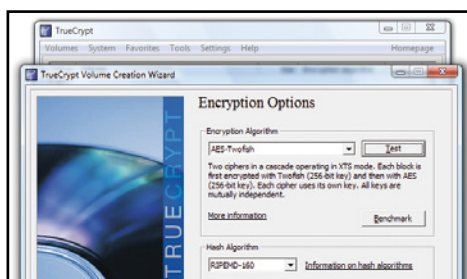 TrueCrypt
Volumes System Favorites Tools Settings Help Homepage
TrueCrypt Volume Creation Wizard
TRUECRYPT
Encryption Options
Encryption Algorithm
AES-Twofish Test
Two ciphers in a cascade operating in XTS mode. Each block is
first encrypted with Twofish (256-bit key) and then with AES
(256-bit key). Each cipher uses its own key. All keys are
mutually independent.
More information Benchmark
Hash Algorithm
RIPEMD-160 Information on hash algorithms